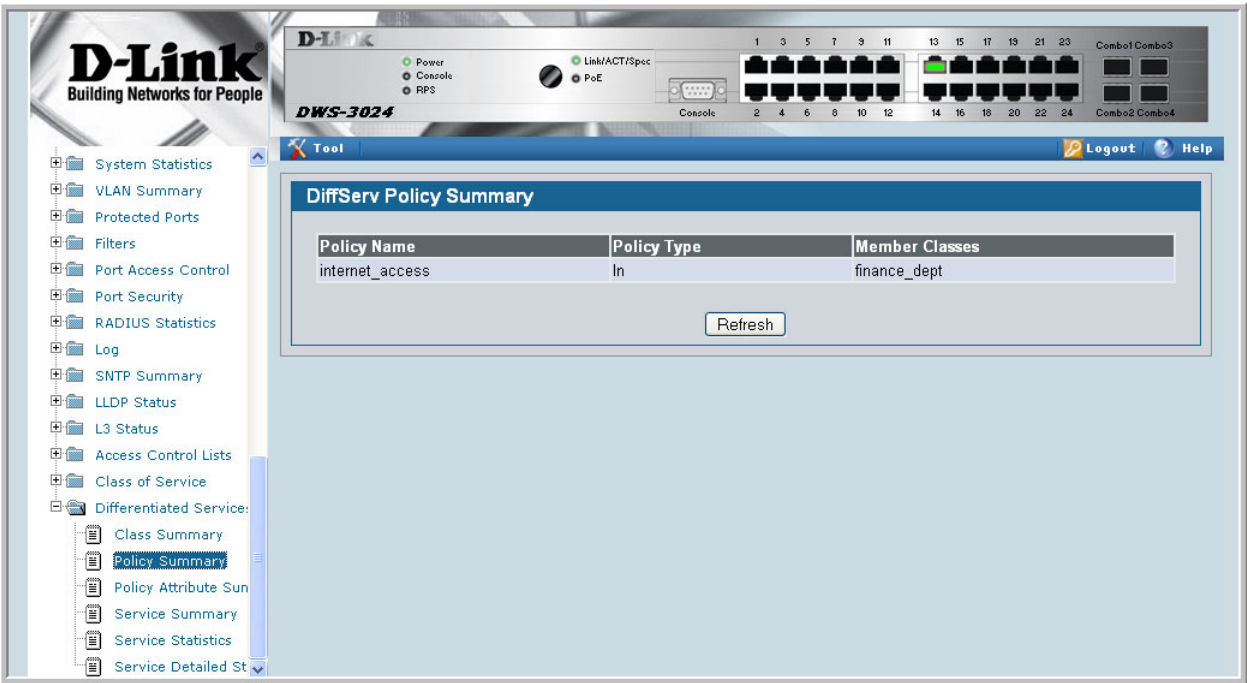 D-Link
Building Networks for People
D-Link
Power
Console
RPS
Link/ACT/Spec
PoE
DWS-3024
Console
1 3 5 7 9 11 13 15 17 19 21 23 Combo1 Combo3
2 4 6 8 10 12 14 16 18 20 22 24 Combo2 Combo4
Tool
Logout
Help
System Statistics
VLAN Summary
Protected Ports
Filters
Port Access Control
Port Security
RADIUS Statistics
Log
SNTP Summary
LLDP Status
L3 Status
Access Control Lists
Class of Service
Differentiated Services
Class Summary
Policy Summary
Policy Attribute Sun
Service Summary
Service Statistics
Service Detailed St
DiffServ Policy Summary
Policy Name Policy Type Member Classes
internet_access In finance_dept
Refresh